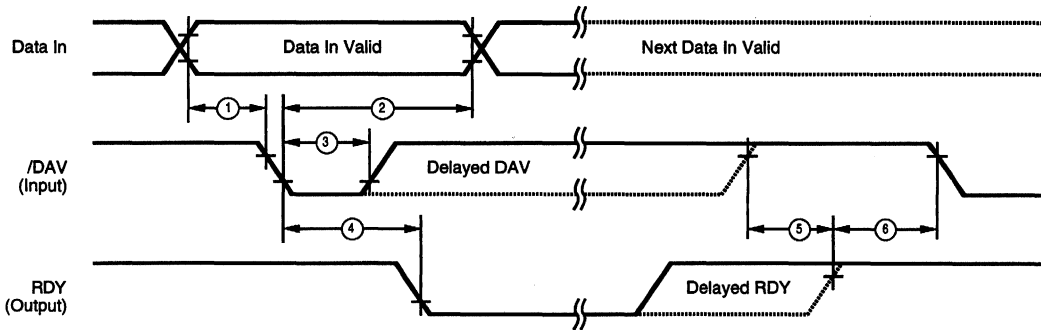 Data In
Data In Valid
Next Data In Valid
1
2
3
/DAV
(Input)
Delayed DAV
4
5
6
RDY
(Output)
Delayed RDY